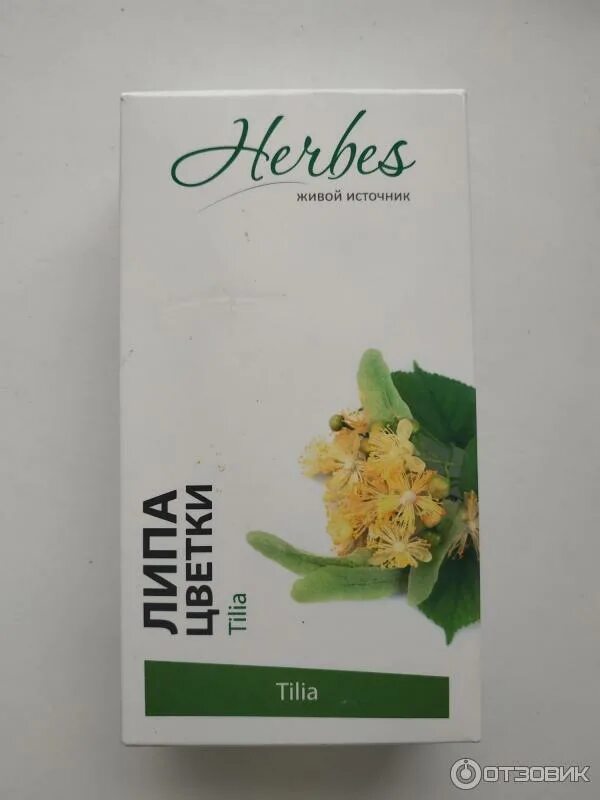 Herbes
живой источник
ЛИПА
ЦВЕТКИ
Tilia
Tilia
ОТЗОВИК